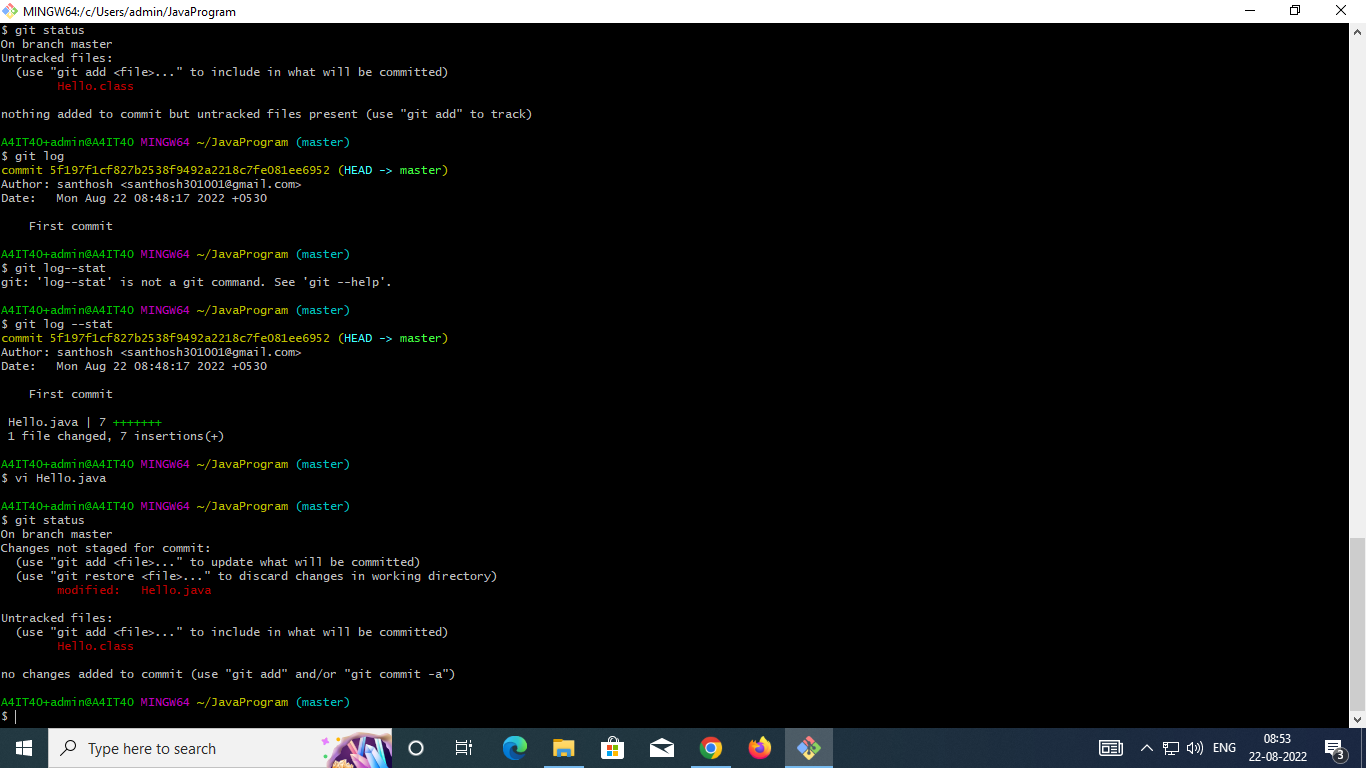 MINGW64:/c/Users/admin/JavaProgram
$ git status
On branch master
Untracked files:
  (use "git add <file>..." to include in what will be committed)
        Hello.class

nothing added to commit but untracked files present (use "git add" to track)

A4IT40+admin@A4IT40 MINGW64 ~/JavaProgram (master)
$ git log
commit 5f197f1cf827b2538f9492a2218c7fe081ee6952 (HEAD -> master)
Author: santhosh <santhosh301001@gmail.com>
Date:   Mon Aug 22 08:48:17 2022 +0530

    First commit

A4IT40+admin@A4IT40 MINGW64 ~/JavaProgram (master)
$ git log--stat
git: 'log--stat' is not a git command. See 'git --help'.

A4IT40+admin@A4IT40 MINGW64 ~/JavaProgram (master)
$ git log --stat
commit 5f197f1cf827b2538f9492a2218c7fe081ee6952 (HEAD -> master)
Author: santhosh <santhosh301001@gmail.com>
Date:   Mon Aug 22 08:48:17 2022 +0530

    First commit

 Hello.java | 7 +++++++
 1 file changed, 7 insertions(+)

A4IT40+admin@A4IT40 MINGW64 ~/JavaProgram (master)
$ vi Hello.java

A4IT40+admin@A4IT40 MINGW64 ~/JavaProgram (master)
$ git status
On branch master
Changes not staged for commit:
  (use "git add <file>..." to update what will be committed)
  (use "git restore <file>..." to discard changes in working directory)
        modified:   Hello.java

Untracked files:
  (use "git add <file>..." to include in what will be committed)
        Hello.class

no changes added to commit (use "git add" and/or "git commit -a")

A4IT40+admin@A4IT40 MINGW64 ~/JavaProgram (master)
$
Type here to search
ENG
08:53
22-08-2022
3